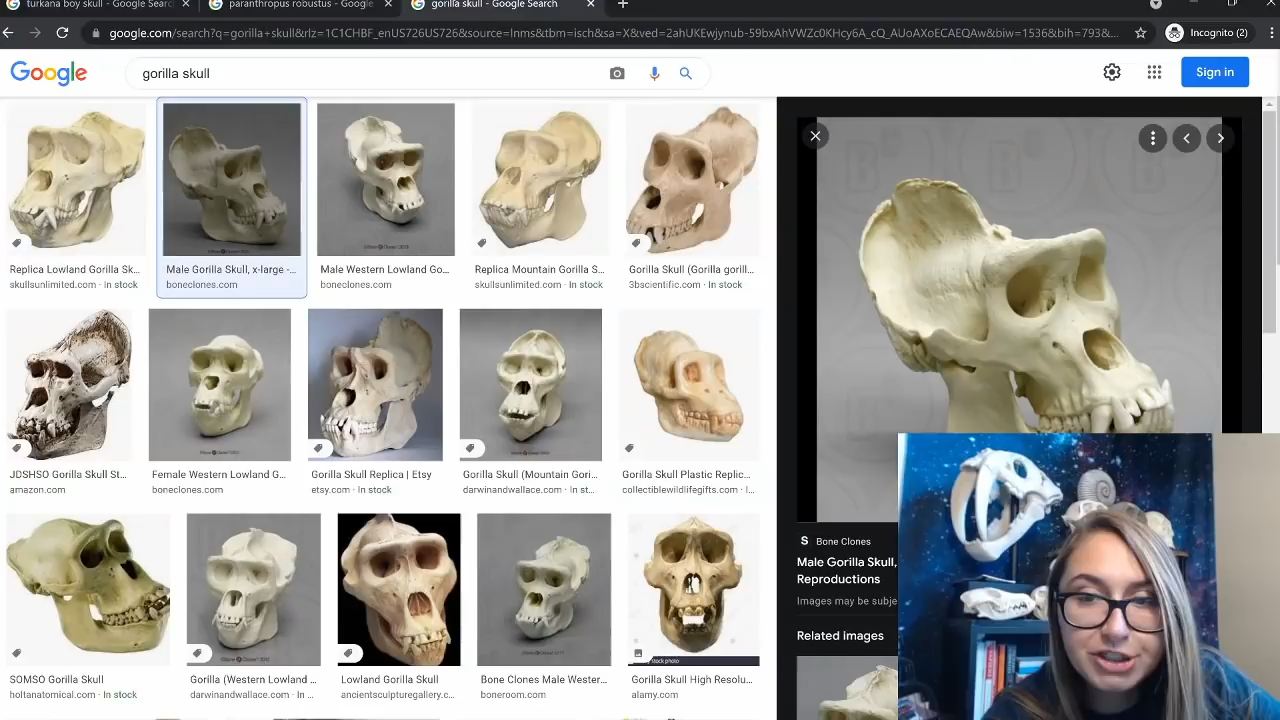 turkana boy skull - Google Search
paranthropus robustus - Google
gorilla skull - Google Search
google.com/search?q=gorilla+skull&rlz=1C1CHBF_enUS726US726&source=lnms&tbm=isch&sa=X&ved=2ahUKEwjynub-59bxAhVWZc0KHcy6A_cQ_AUoAXoECAEQAw&biw=1536&bih=793&...
Incognito (2)
Google
gorilla skull
Sign in
Replica Lowland Gorilla Sk...
skullsunlimited.com · In stock
Male Gorilla Skull, x-large -...
boneclones.com
Male Western Lowland Go...
boneclones.com
Replica Mountain Gorilla S...
skullsunlimited.com · In stock
Gorilla Skull (Gorilla gorill...
3bscientific.com · In stock
JDSHSO Gorilla Skull St...
amazon.com
Female Western Lowland G...
boneclones.com
Gorilla Skull Replica | Etsy
etsy.com · In stock
Gorilla Skull (Mountain Gori...
darwinandwallace.com · In st...
Gorilla Skull Plastic Replic...
collectiblewildlifegifts.com · I...
SOMSO Gorilla Skull
holtanatomical.com · In stock
Gorilla (Western Lowland ...
darwinandwallace.com · In ...
Lowland Gorilla Skull
ancientsculpturegallery.c...
Bone Clones Male Wester...
boneroom.com
stock photo
Gorilla Skull High Resolu...
alamy.com
S Bone Clones
Male Gorilla Skull,
Reproductions
Images may be subje
Related images